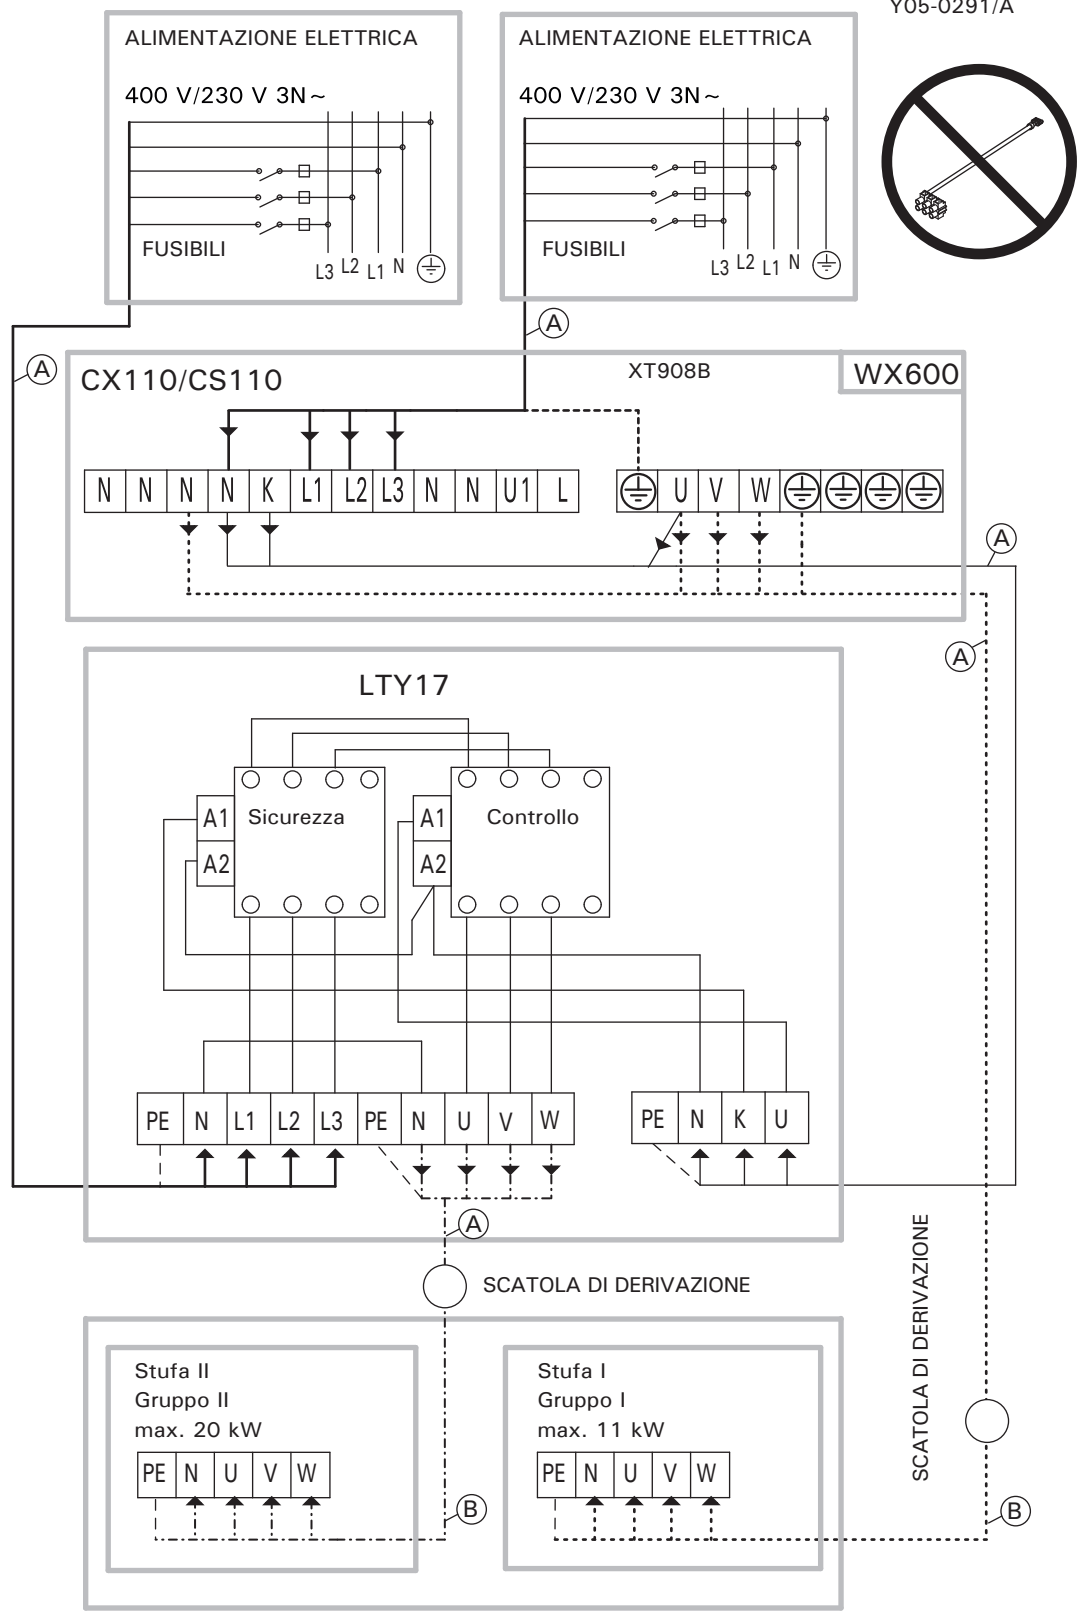 Y05-0291/A
ALIMENTAZIONE ELETTRICA
400 V/230 V 3N~
FUSIBILI
L3 L2 L1 N
ALIMENTAZIONE ELETTRICA
400 V/230 V 3N~
FUSIBILI
L3 L2 L1 N
A
A
CX110/CS110
XT908B
WX600
N N N N K L1 L2 L3 N N U1 L
U V W
A
A
LTY17
A1 Sicurezza
A2
A1 Controllo
A2
PE N L1 L2 L3 PE N U V W
PE N K U
A
SCATOLA DI DERIVAZIONE
SCATOLA DI DERIVAZIONE
Stufa II
Gruppo II
max. 20 kW
PE N U V W
B
Stufa I
Gruppo I
max. 11 kW
PE N U V W
B